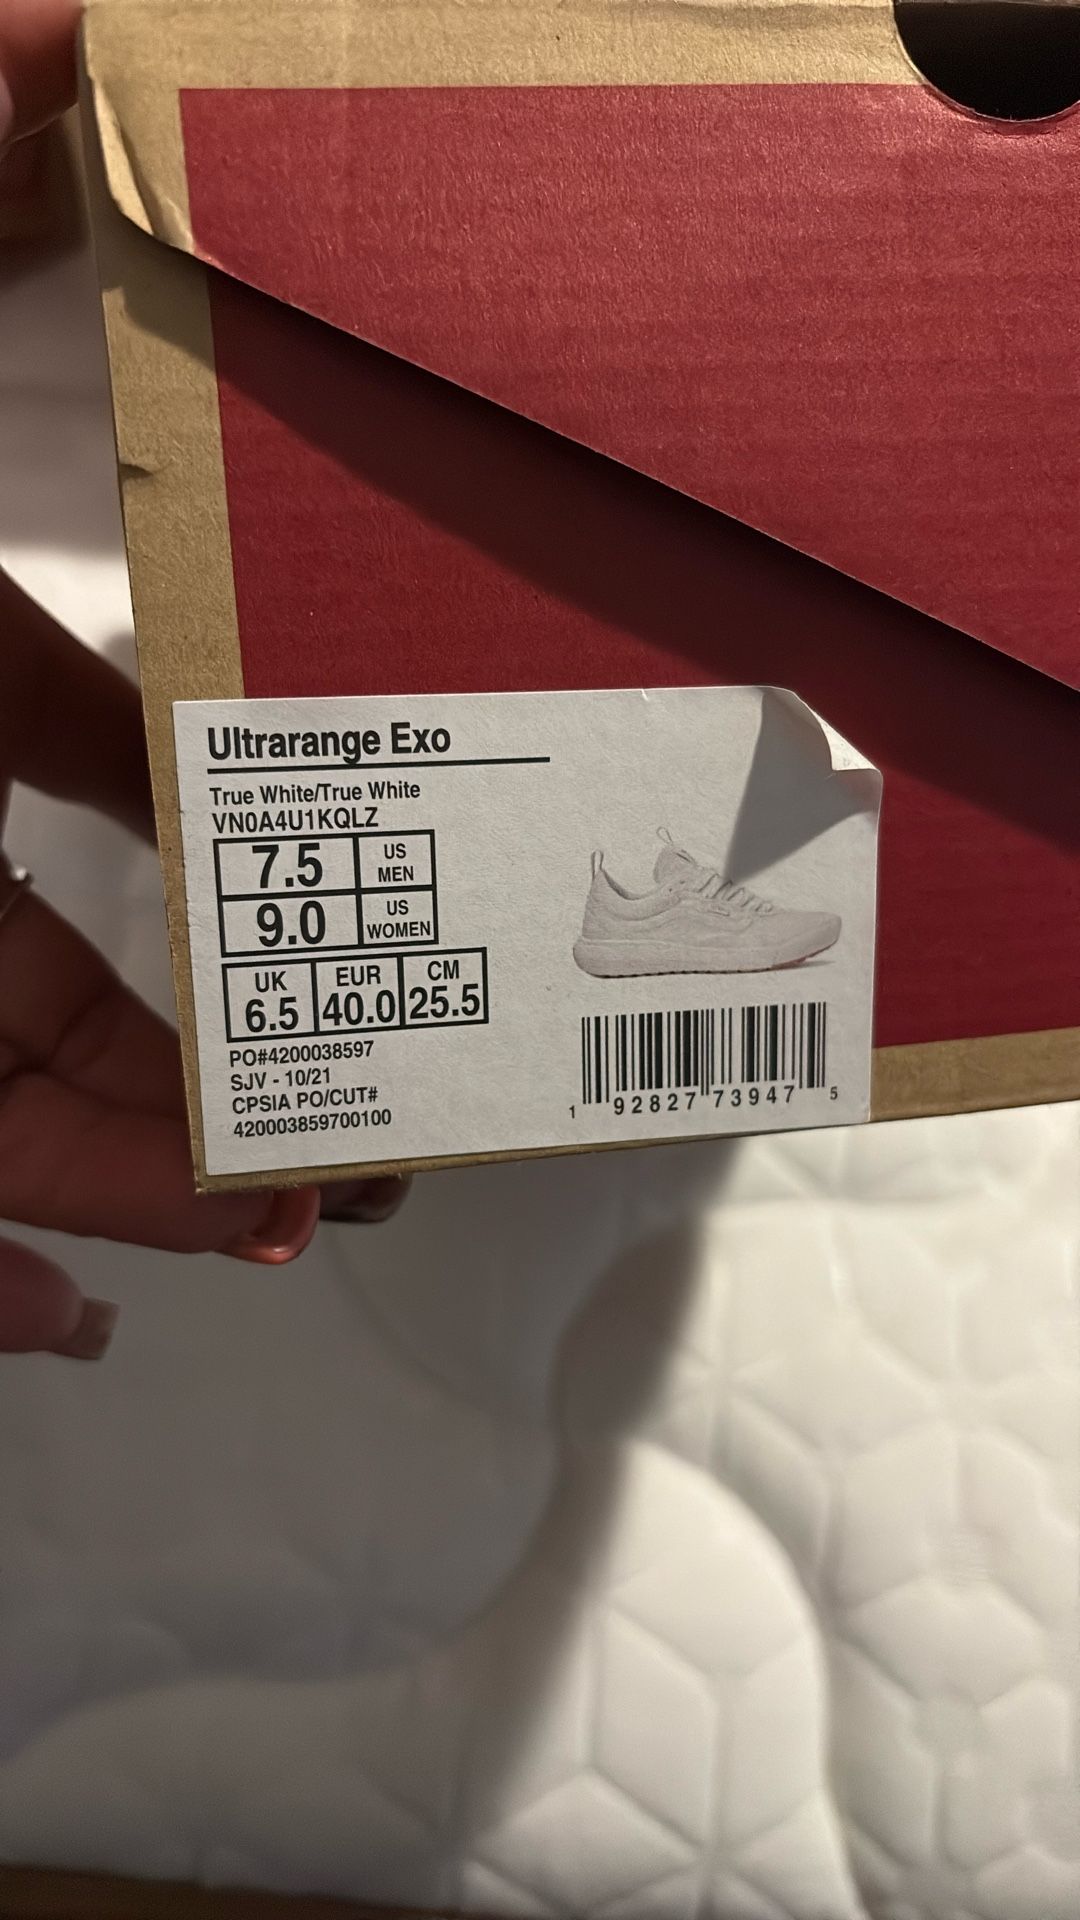 Ultrarange Exo
True White/True White
VN0A4U1KQLZ
7.5 US MEN
9.0 US WOMEN
UK EUR CM
6.5 40.0 25.5
PO#4200038597
SJV - 10/21
CPSIA PO/CUT#
420003859700100
1 92827 73947 5